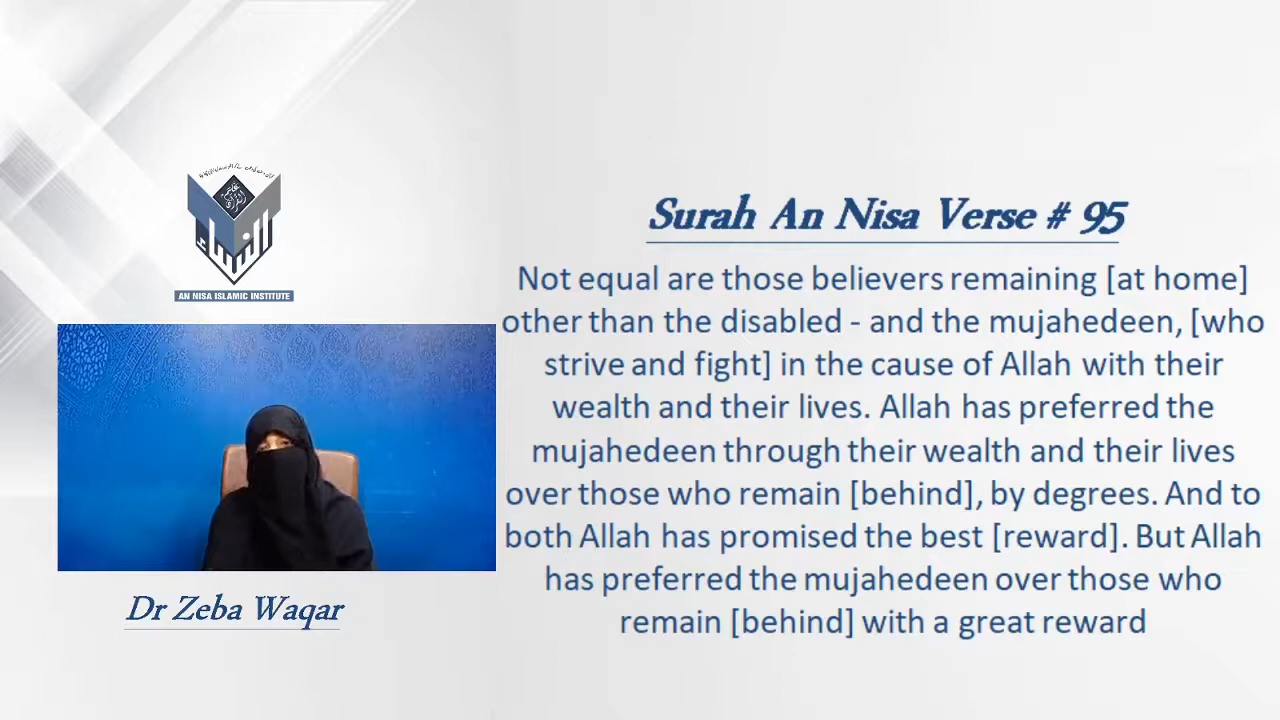 AN NISA ISLAMIC INSTITUTE
Dr Zeba Waqar
Surah An Nisa Verse # 95
Not equal are those believers remaining [at home]
other than the disabled - and the mujahedeen, [who
strive and fight] in the cause of Allah with their
wealth and their lives. Allah has preferred the
mujahedeen through their wealth and their lives
over those who remain [behind], by degrees. And to
both Allah has promised the best [reward]. But Allah
has preferred the mujahedeen over those who
remain [behind] with a great reward